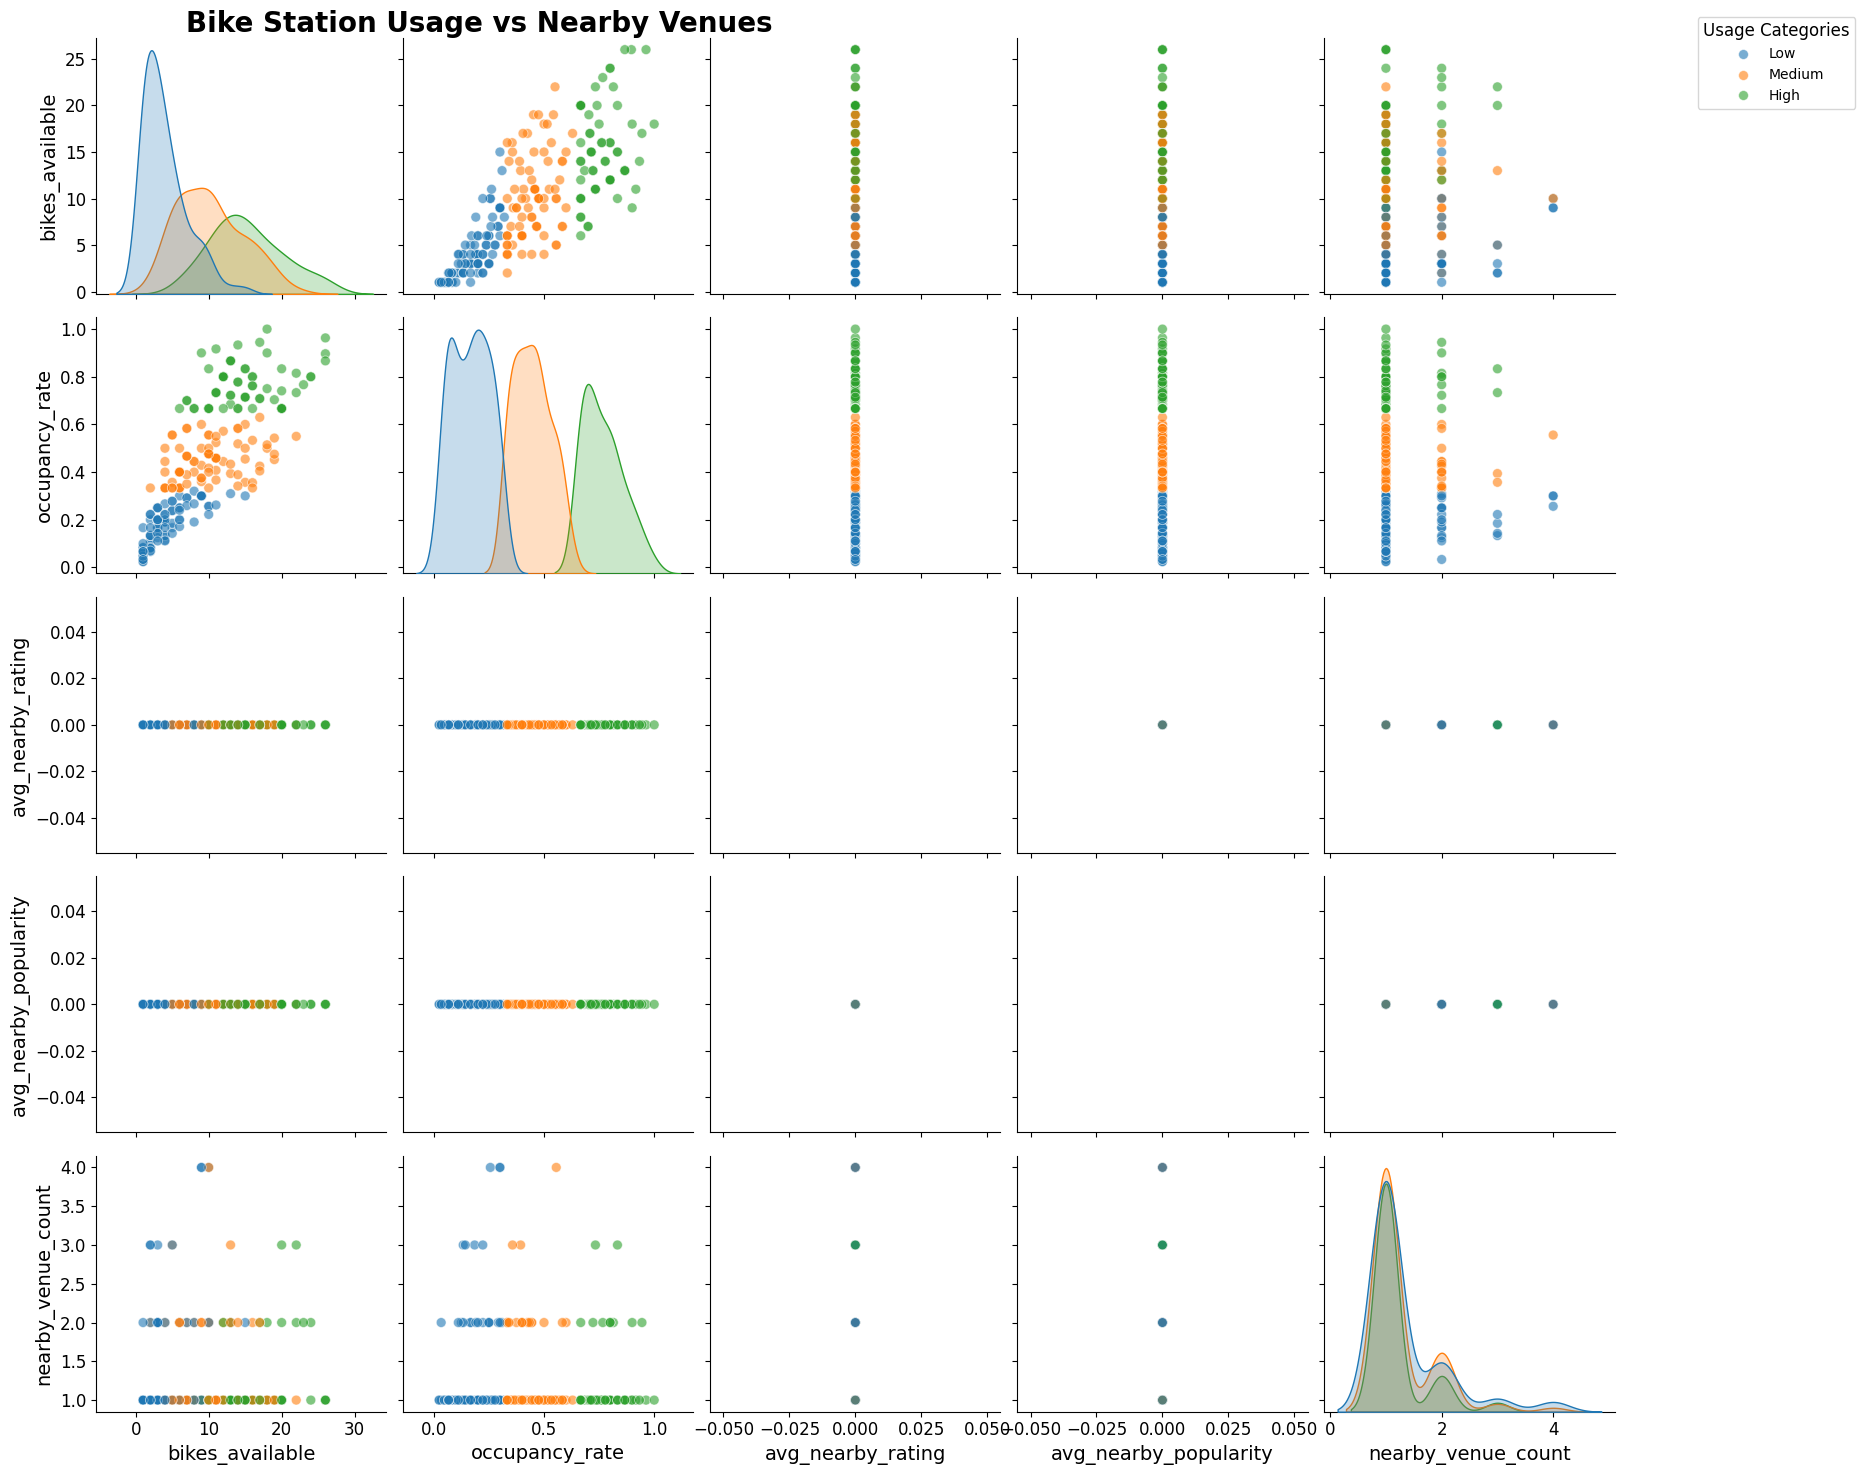 Bike Station Usage vs Nearby Venues
Usage Categories
Low
Medium
High
bikes_available
25
20
15
10
5
0
occupancy_rate
1.0
0.8
0.6
0.4
0.2
0.0
avg_nearby_rating
0.04
0.02
0.00
−0.02
−0.04
avg_nearby_popularity
0.04
0.02
0.00
−0.02
−0.04
nearby_venue_count
4.0
3.5
3.0
2.5
2.0
1.5
1.0
0 10 20 30
0.0 0.5 1.0
−0.050 −0.025 0.000 0.025 0.050
−0.050 −0.025 0.000 0.025 0.050
0 2 4
bikes_available
occupancy_rate
avg_nearby_rating
avg_nearby_popularity
nearby_venue_count